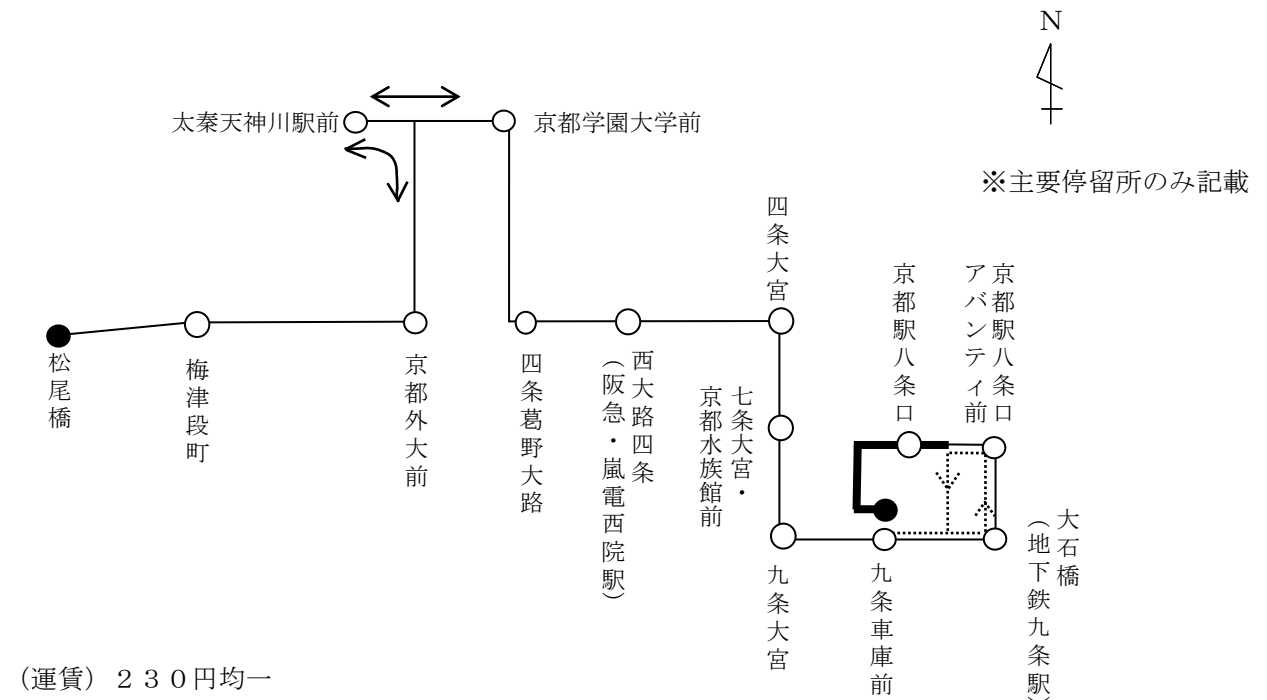 N
太秦天神川駅前
京都学園大学前
※主要停留所のみ記載
四条大宮
京都駅八条口
京都駅八条口
アバンティ前
松尾橋
梅津段町
京都外大前
四条葛野大路
西大路四条
（阪急・嵐電西院駅）
七条大宮・
京都水族館前
九条大宮
九条車庫前
大石橋
（地下鉄九条駅）
（運賃）２３０円均一